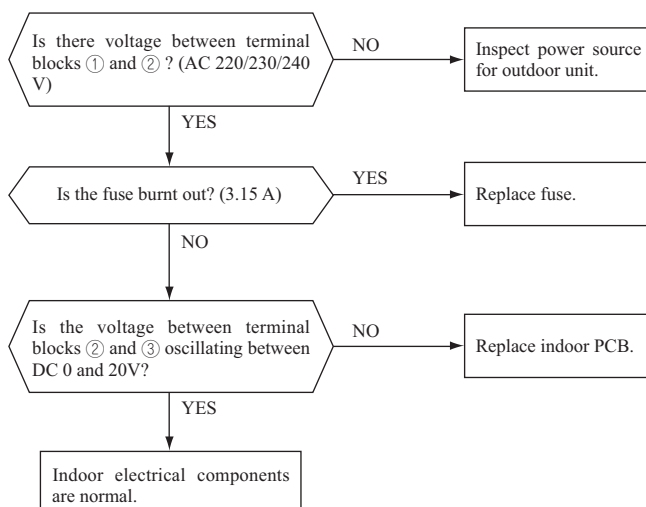 Is there voltage between terminal
blocks ① and ② ? (AC 220/230/240
V)
NO
Inspect power source
for outdoor unit.
YES
Is the fuse burnt out? (3.15 A)
YES
Replace fuse.
NO
Is the voltage between terminal
blocks ② and ③ oscillating between
DC 0 and 20V?
NO
Replace indoor PCB.
YES
Indoor electrical components
are normal.